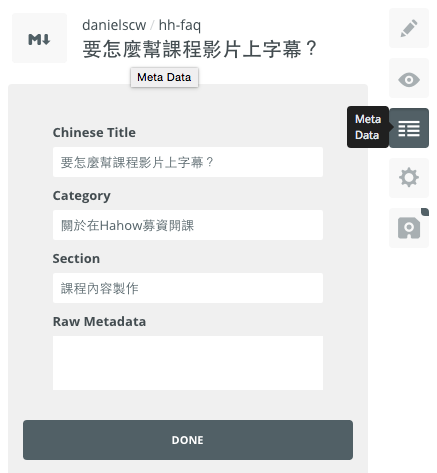 M
danielscw / hh-faq
要怎麼幫課程影片上字幕？
Meta Data
Meta
Data
Chinese Title
要怎麼幫課程影片上字幕？
Category
關於在Hahow募資開課
Section
課程內容製作
Raw Metadata
DONE